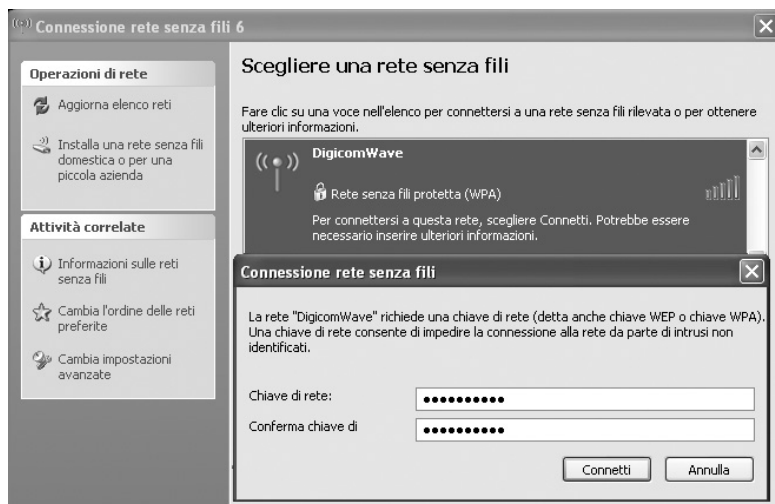 Connessione rete senza fili 6
Operazioni di rete
Aggiorna elenco reti
Installa una rete senza fili
domestica o per una
piccola azienda
Attività correlate
Informazioni sulle reti
senza fili
Cambia l'ordine delle reti
preferite
Cambia impostazioni
avanzate
Scegliere una rete senza fili
Fare clic su una voce nell'elenco per connettersi a una rete senza fili rilevata o per ottenere
ulteriori informazioni.
DigicomWave
Rete senza fili protetta (WPA)
Per connettersi a questa rete, scegliere Connetti. Potrebbe essere
necessario inserire ulteriori informazioni.
Connessione rete senza fili
La rete "DigicomWave" richiede una chiave di rete (detta anche chiave WEP o chiave WPA).
Una chiave di rete consente di impedire la connessione alla rete da parte di intrusi non
identificati.
Chiave di rete: ●●●●●●●●●●
Conferma chiave di ●●●●●●●●●●
Connetti Annulla